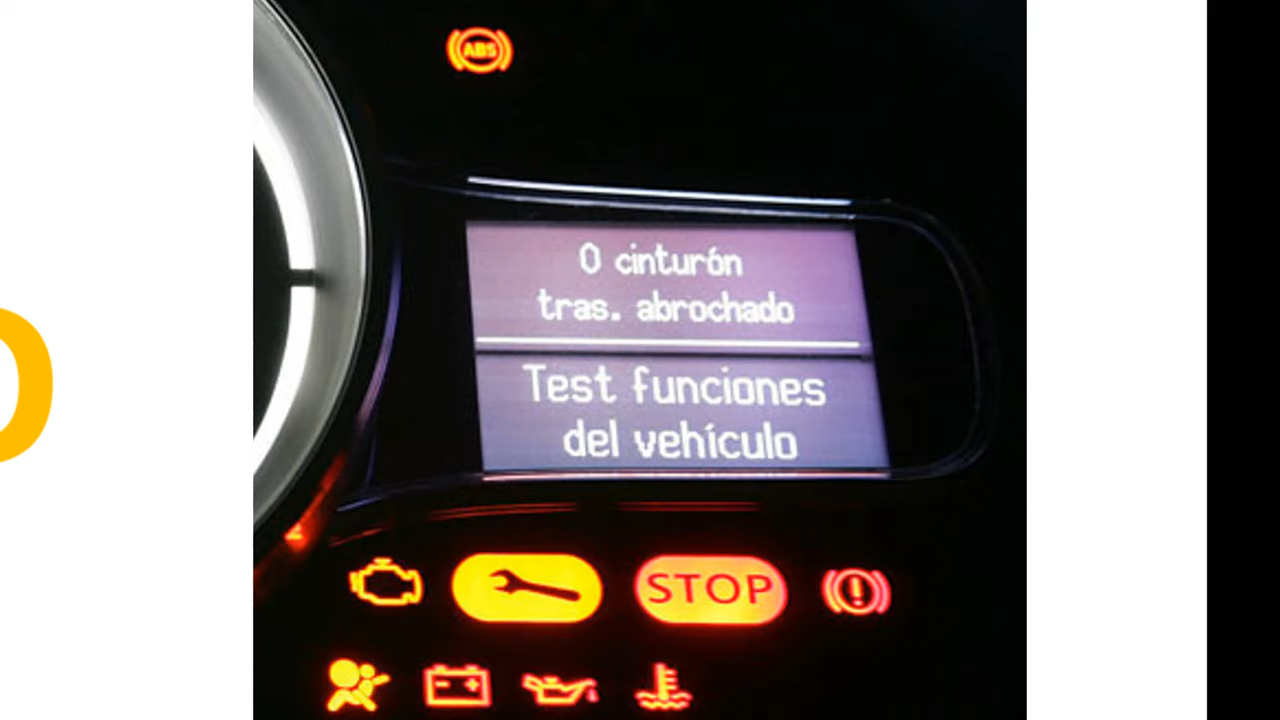 ABS
0 cinturón
tras. abrochado
Test funciones
del vehículo
STOP